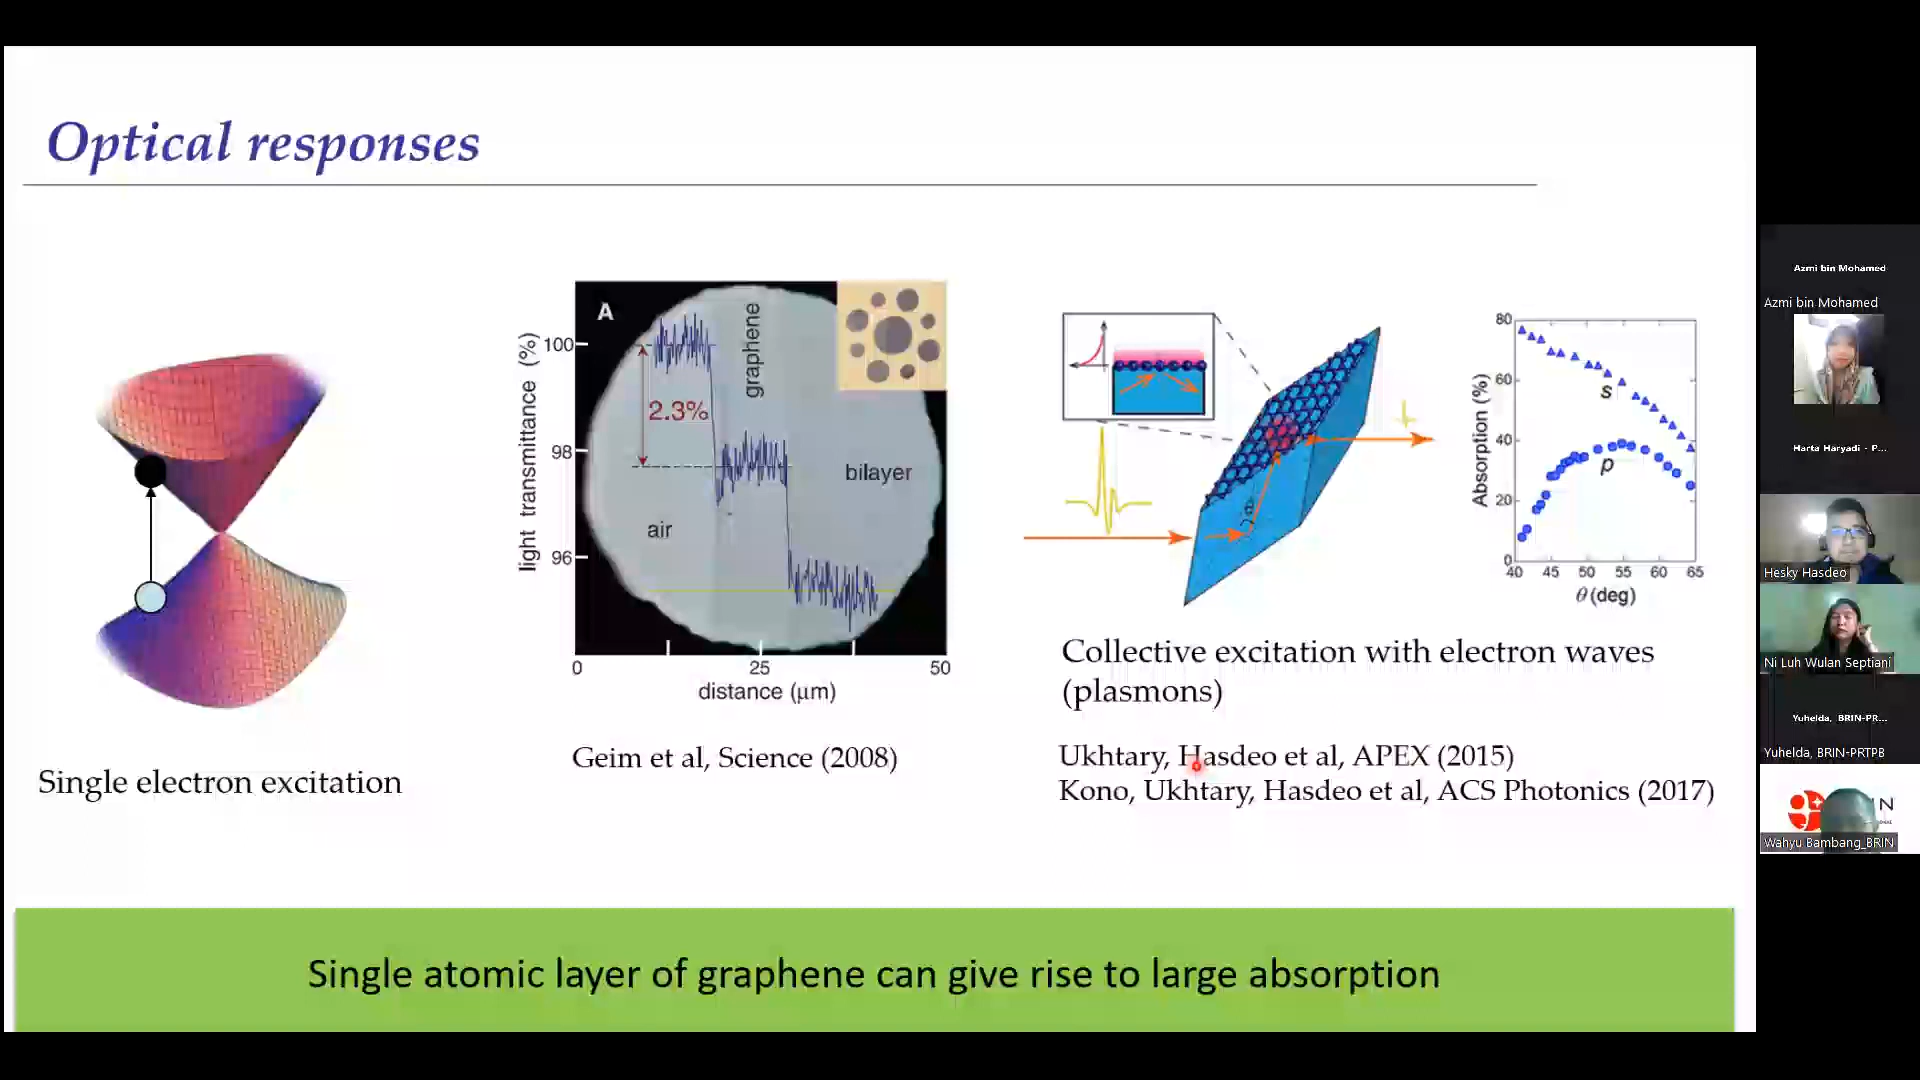 Optical responses
Single electron excitation
A
graphene
2.3%
bilayer
air
light transmittance (%)
100
98
96
0
25
50
distance (μm)
Geim et al, Science (2008)
θ
80
60
40
20
0
Absorption (%)
s
p
40
45
50
55
60
65
θ (deg)
Collective excitation with electron waves
(plasmons)
Ukhtary, Hasdeo et al, APEX (2015)
Kono, Ukhtary, Hasdeo et al, ACS Photonics (2017)
Single atomic layer of graphene can give rise to large absorption
Azmi bin Mohamed
Azmi bin Mohamed
Harta Haryadi - P...
Hesky Hasdeo
Ni Luh Wulan Septiani
Yuhelda, BRIN-PR...
Yuhelda, BRIN-PRTPB
Wahyu Bambang_BRIN